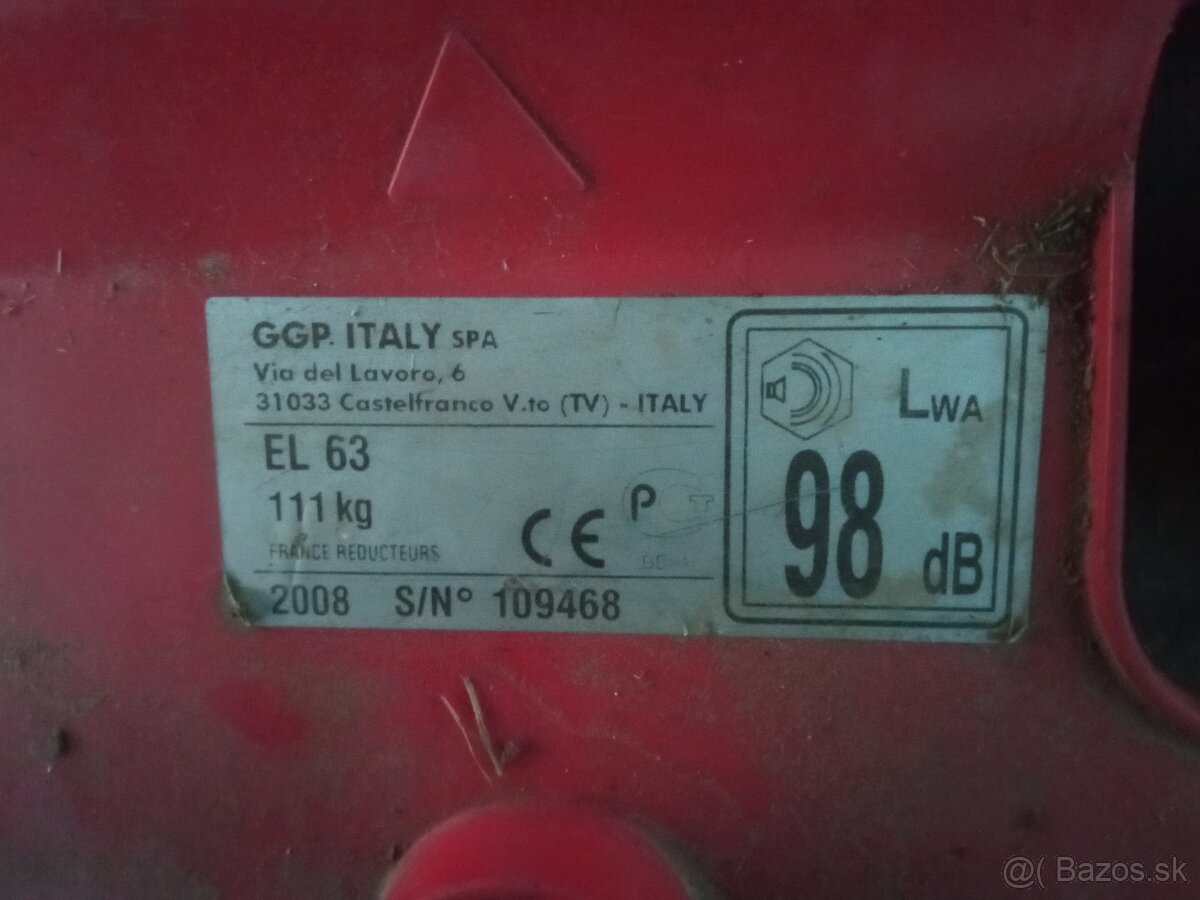 GGP. ITALY SPA
Via del Lavoro, 6
31033 Castelfranco V.to (TV) - ITALY
EL 63
111 kg
FRANCE REDUCTEURS
CE
2008 S/N° 109468
LWA
98 dB
@( Bazos.sk